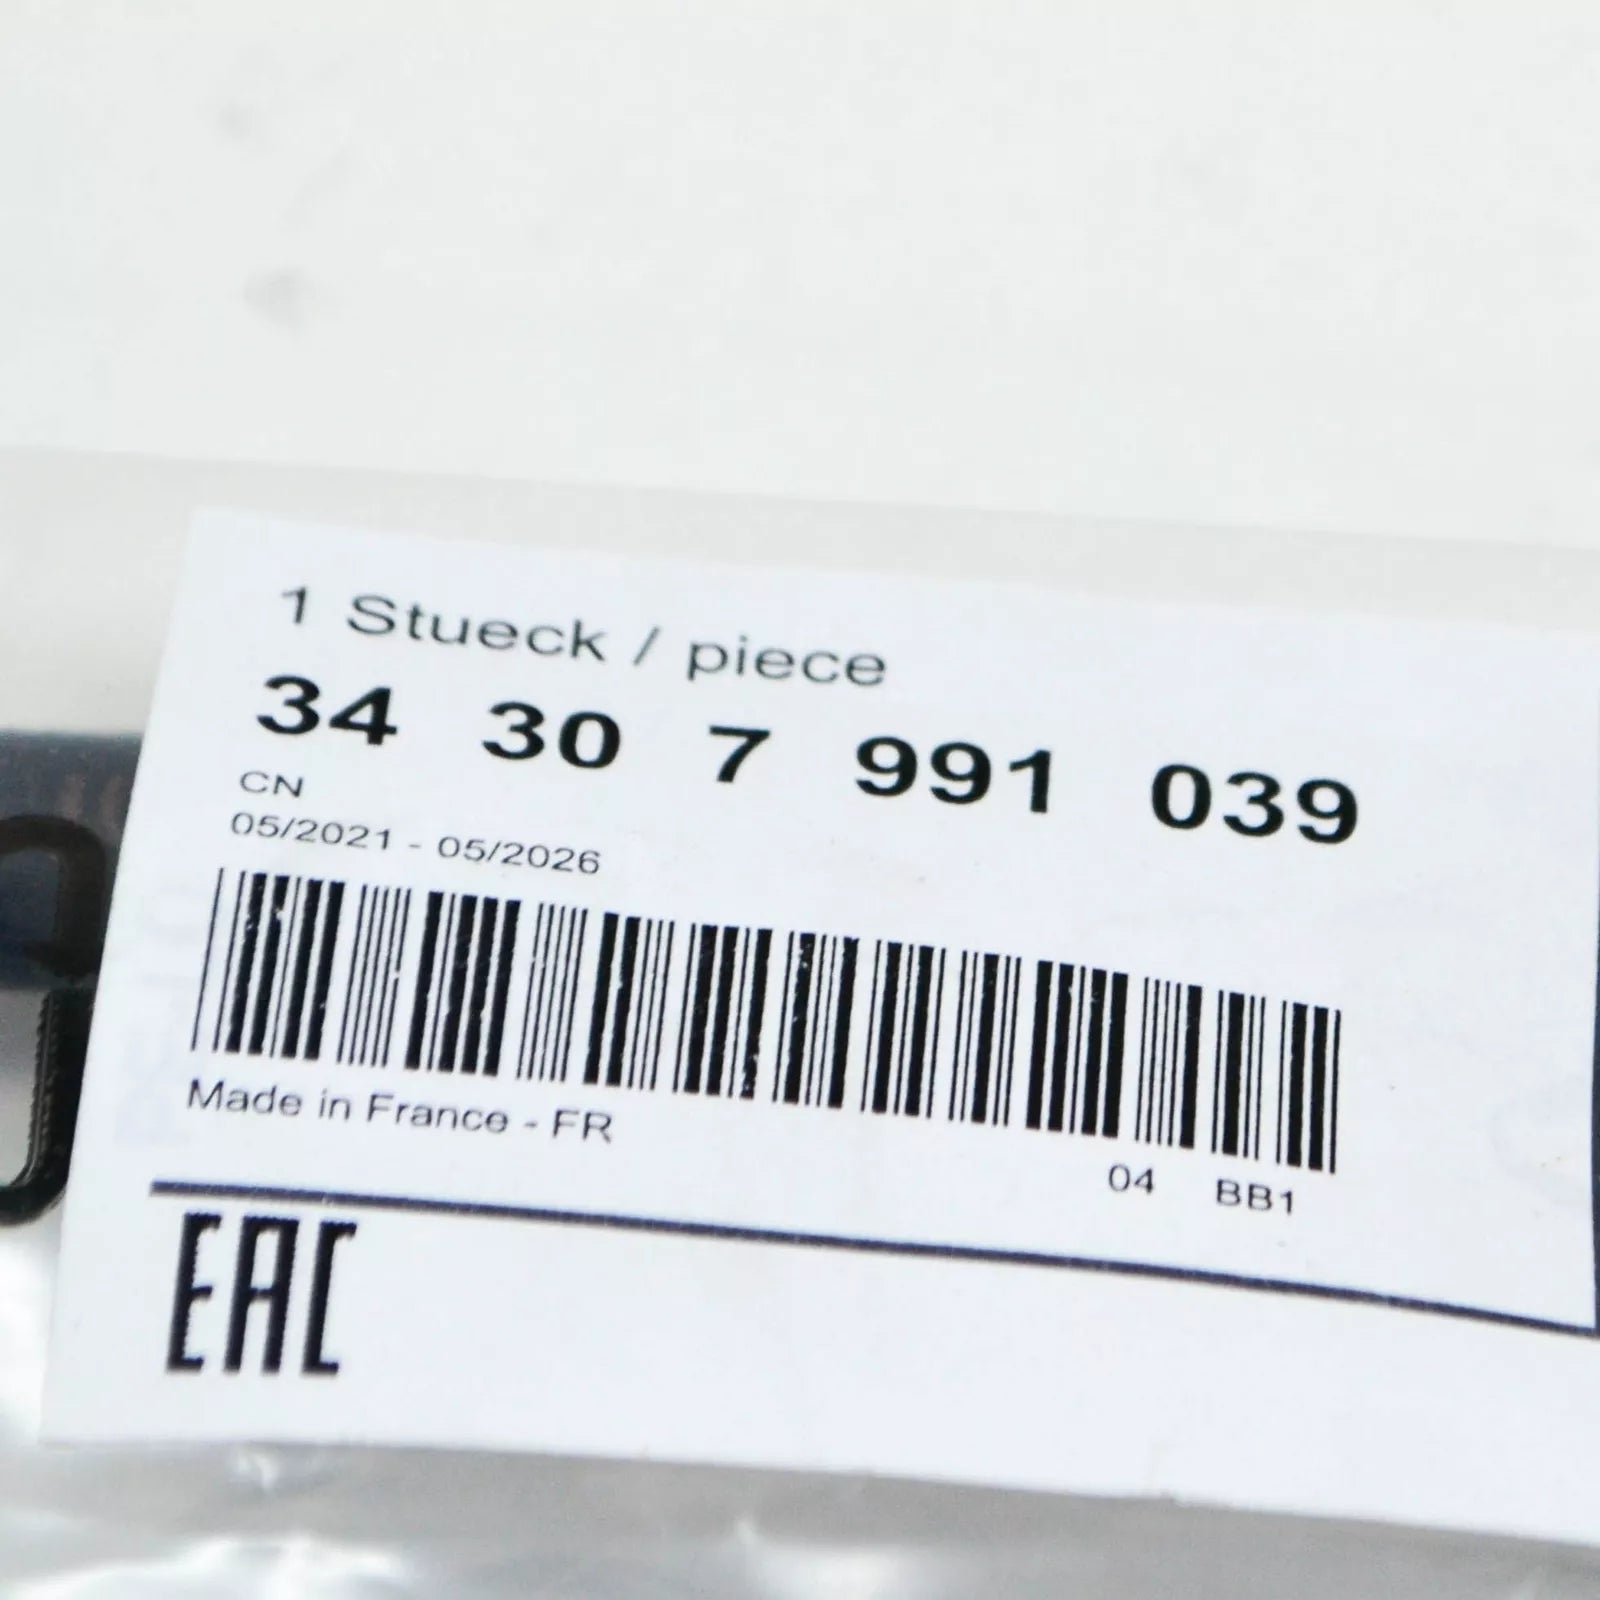 1 Stueck / piece
34 30 7 991 039
CN
05/2021 - 05/2026
Made in France - FR
04 BB1
EAC